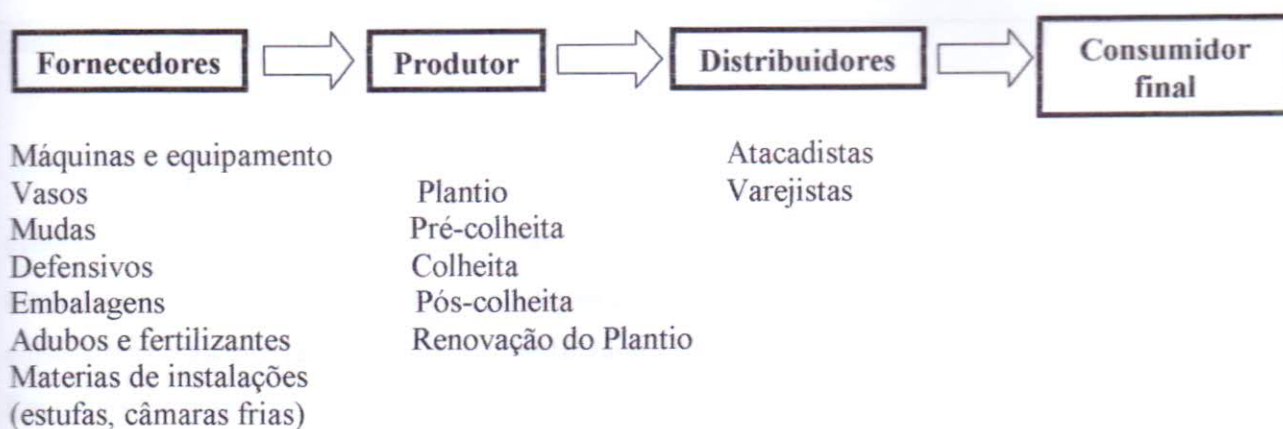 Fornecedores
Produtor
Distribuidores
Consumidor
final
Máquinas e equipamento
Vasos
Mudas
Defensivos
Embalagens
Adubos e fertilizantes
Materias de instalações
(estufas, câmaras frias)
Plantio
Pré-colheita
Colheita
Pós-colheita
Renovação do Plantio
Atacadistas
Varejistas